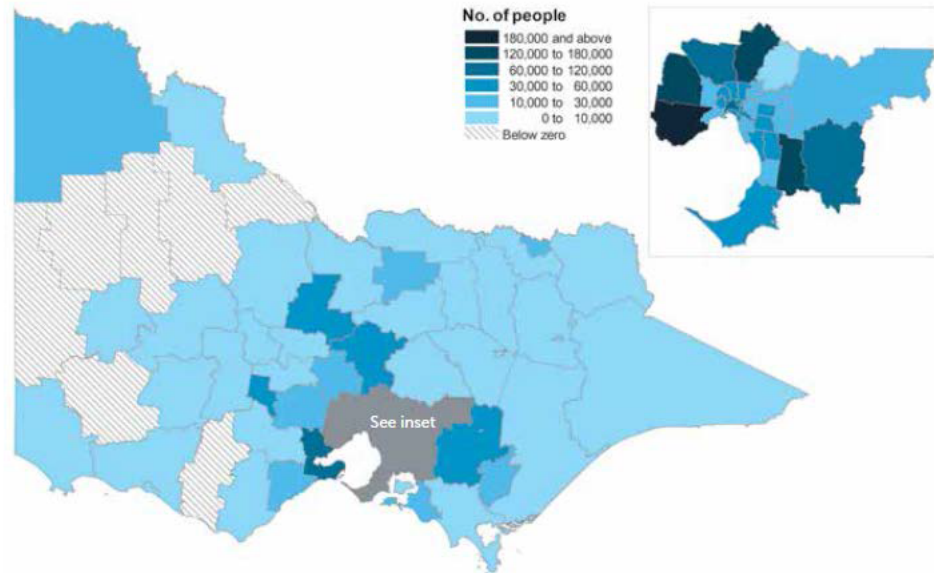 No. of people
180,000 and above
120,000 to 180,000
60,000 to 120,000
30,000 to 60,000
10,000 to 30,000
0 to 10,000
Below zero
See inset